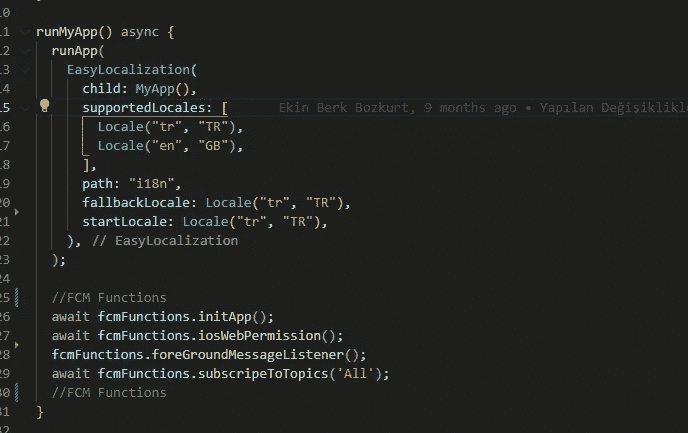 10
11 runMyApp() async {
12 runApp(
13 EasyLocalization(
14 child: MyApp(),
15 supportedLocales: [ Ekin Berk Bozkurt, 9 months ago • Yapılan Değişiklikle
16 Locale("tr", "TR"),
17 Locale("en", "GB"),
18 ],
19 path: "i18n",
20 fallbackLocale: Locale("tr", "TR"),
21 startLocale: Locale("tr", "TR"),
22 ), // EasyLocalization
23 );
24
25 //FCM Functions
26 await fcmFunctions.initApp();
27 await fcmFunctions.iosWebPermission();
28 fcmFunctions.foreGroundMessageListener();
29 await fcmFunctions.subscripeToTopics('All');
30 //FCM Functions
31 }
32